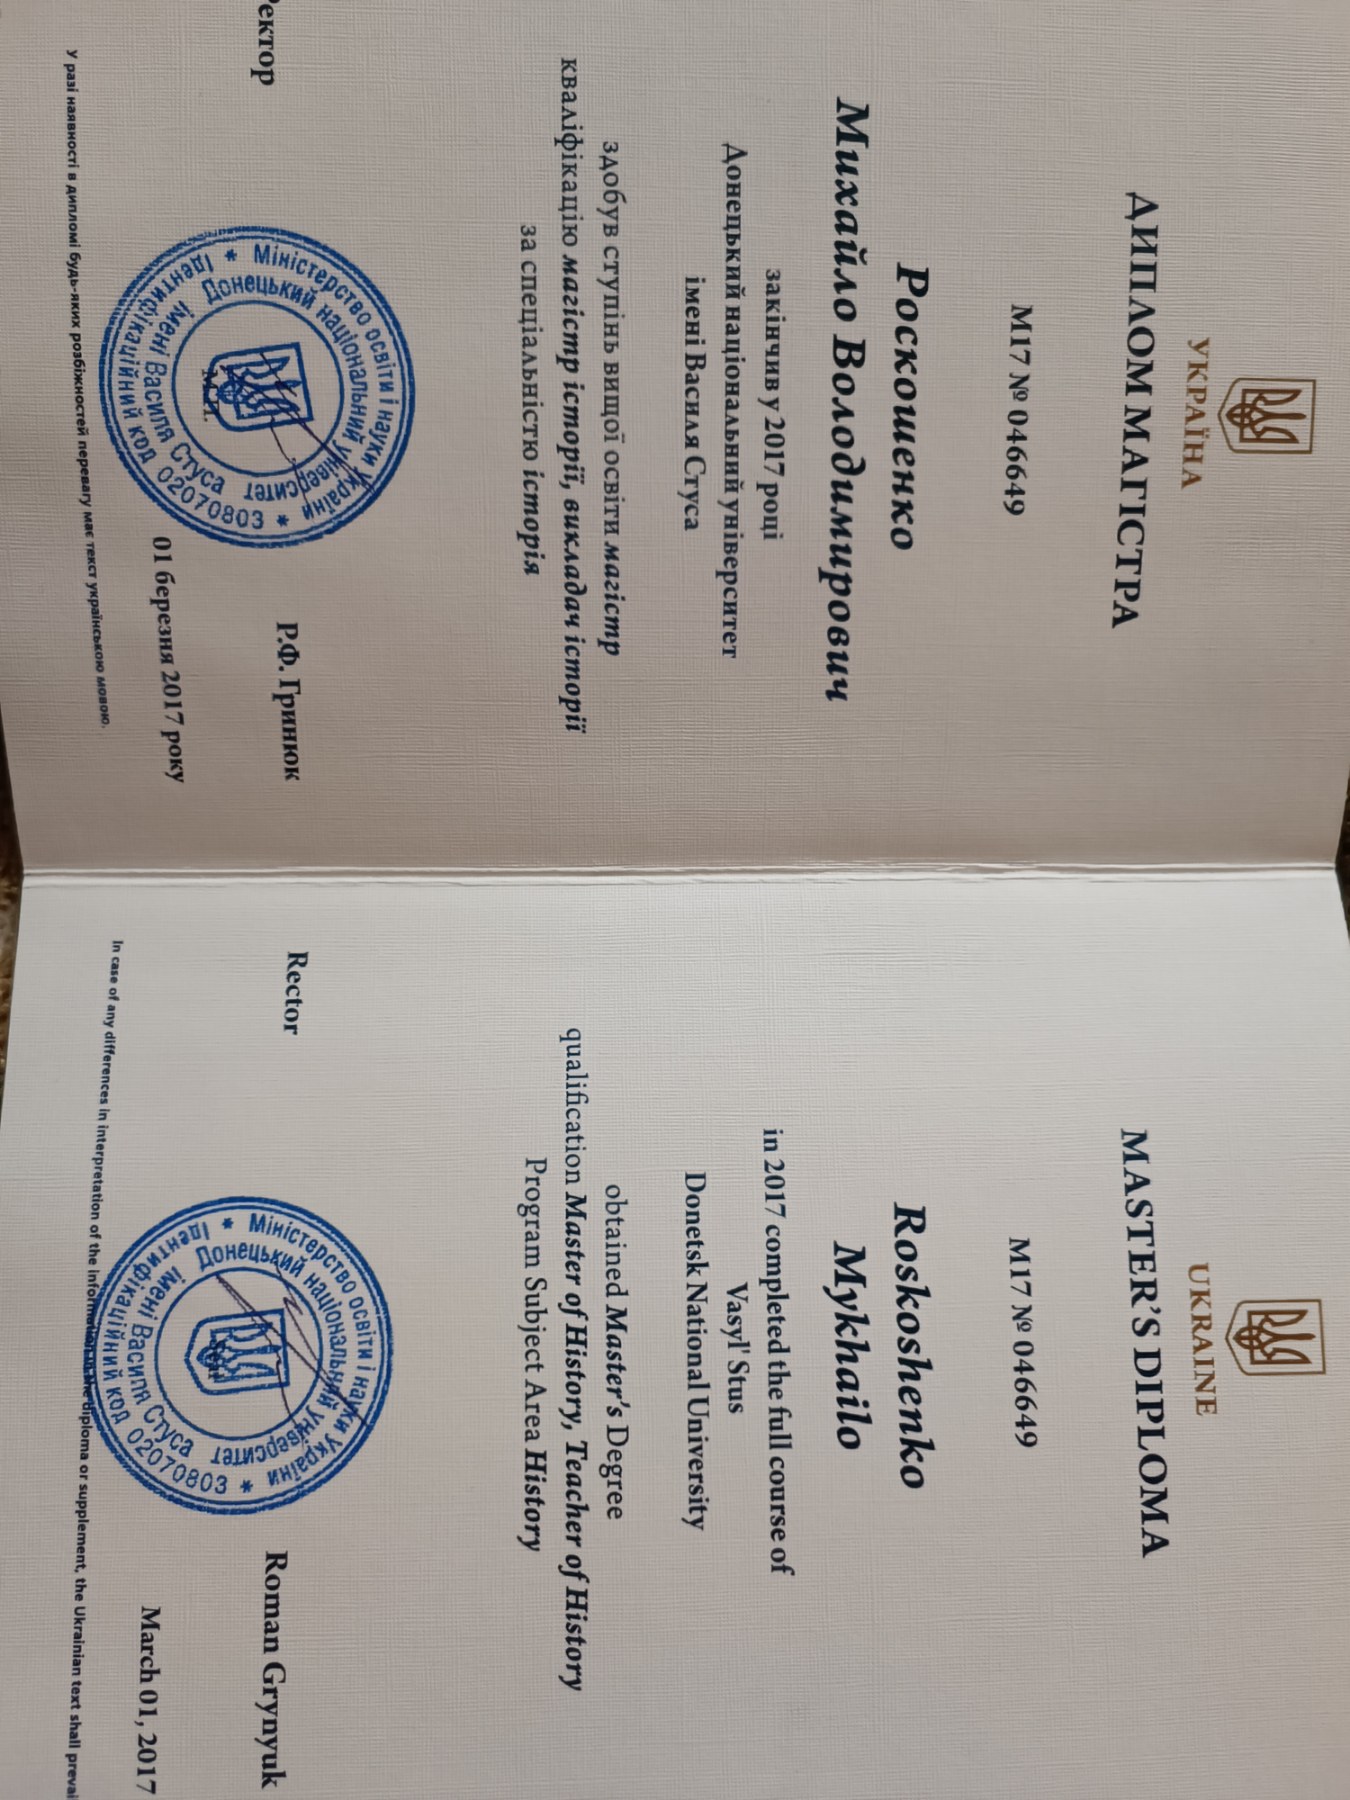 УКРАЇНА
ДИПЛОМ МАГІСТРА
М17 № 046649
Роскошенко
Михайло Володимирович
закінчив у 2017 році
Донецький національний університет
імені Василя Стуса
здобув ступінь вищої освіти магістр
кваліфікацію магістр історії, викладач історії
за спеціальністю історія
Ректор
Р.Ф. Гринюк
М.П.
Міністерство освіти і науки України
Донецький національний університет
імені Василя Стуса
Ідентифікаційний код 02070803
01 березня 2017 року
У разі наявності в дипломі будь-яких розбіжностей перевагу має текст українською мовою.
UKRAINE
MASTER'S DIPLOMA
M17 № 046649
Roskoshenko
Mykhailo
in 2017 completed the full course of
Vasyl' Stus
Donetsk National University
obtained Master's Degree
qualification Master of History, Teacher of History
Program Subject Area History
Rector
Roman Grynyuk
Seal
Міністерство освіти і науки України
Донецький національний університет
імені Василя Стуса
Ідентифікаційний код 02070803
March 01, 2017
In case of any differences in interpretation of the information in the diploma or supplement, the Ukrainian text shall prevai